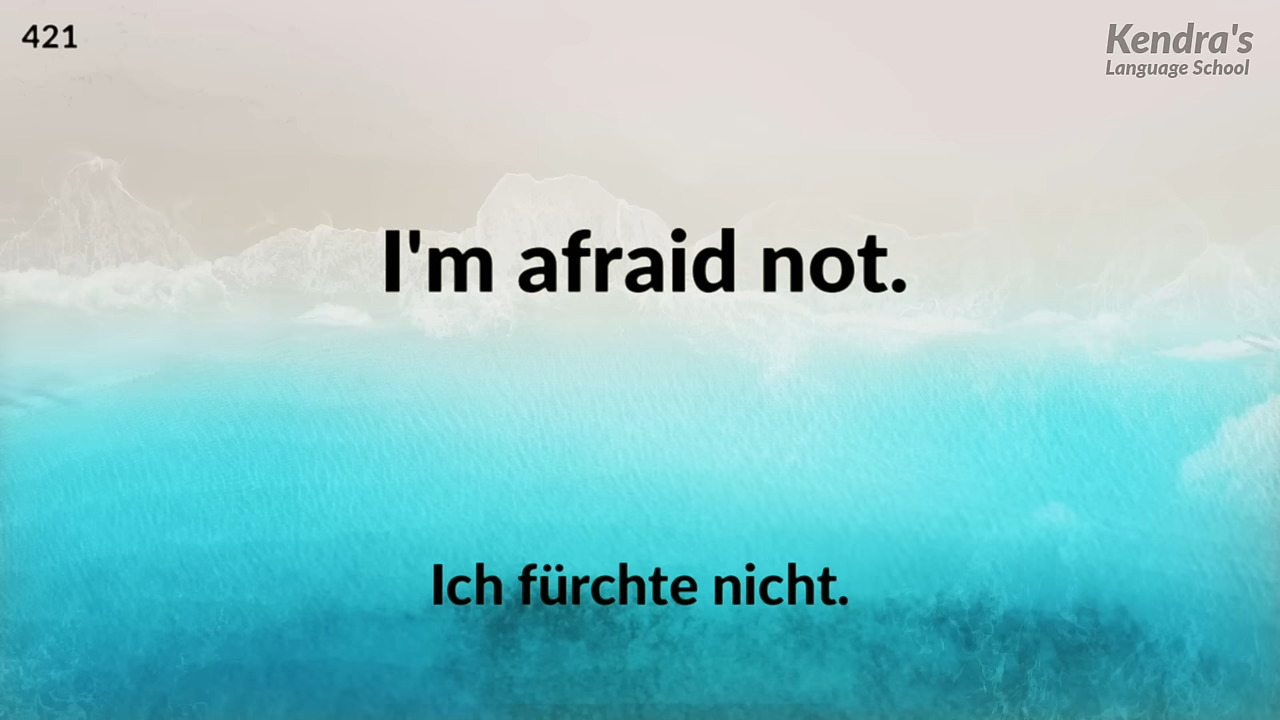 421
Kendra's
Language School
I'm afraid not.
Ich fürchte nicht.